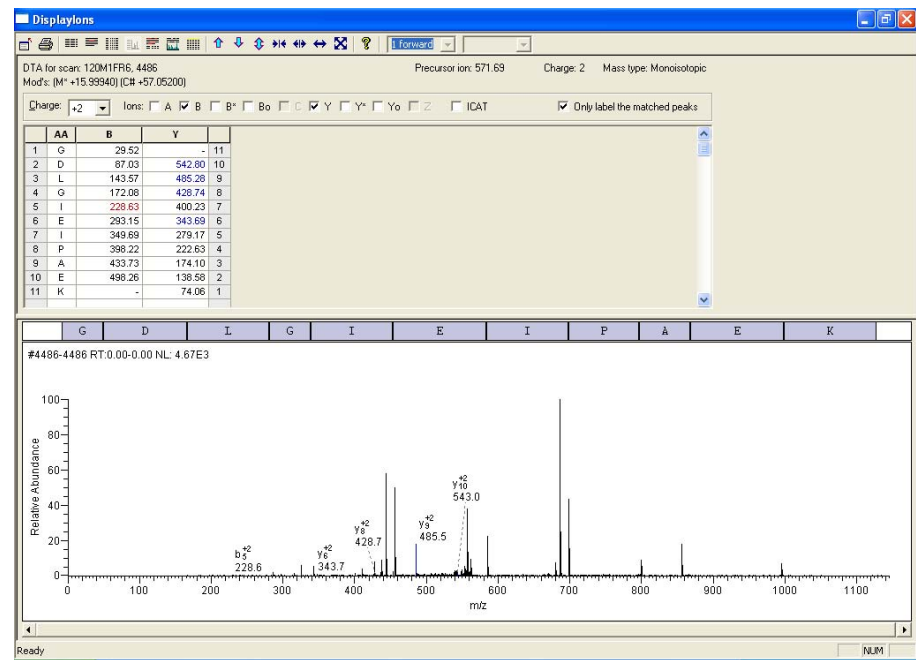 DisplayIons
1 forward
DTA for scan: 120M1FR6, 4486 Precursor ion: 571.69 Charge: 2 Mass type: Monoisotopic
Mod's: (M* +15.99940) (C# +57.05200)
Charge: +2 Ions: A B B* Bo C Y Y* Yo Z ICAT Only label the matched peaks
AA B Y
1 G 29.52 - 11
2 D 87.03 542.80 10
3 L 143.57 485.28 9
4 G 172.08 428.74 8
5 I 228.63 400.23 7
6 E 293.15 343.69 6
7 I 349.69 279.17 5
8 P 398.22 222.63 4
9 A 433.73 174.10 3
10 E 498.26 138.58 2
11 K - 74.06 1
G D L G I E I P A E K
#4486-4486 RT:0.00-0.00 NL: 4.67E3
100
80
60
40
20
0
Relative Abundance
b5+2
228.6
y6+2
343.7
y8+2
428.7
y9+2
485.5
y10+2
543.0
0 100 200 300 400 500 600 700 800 900 1000 1100
m/z
Ready NUM